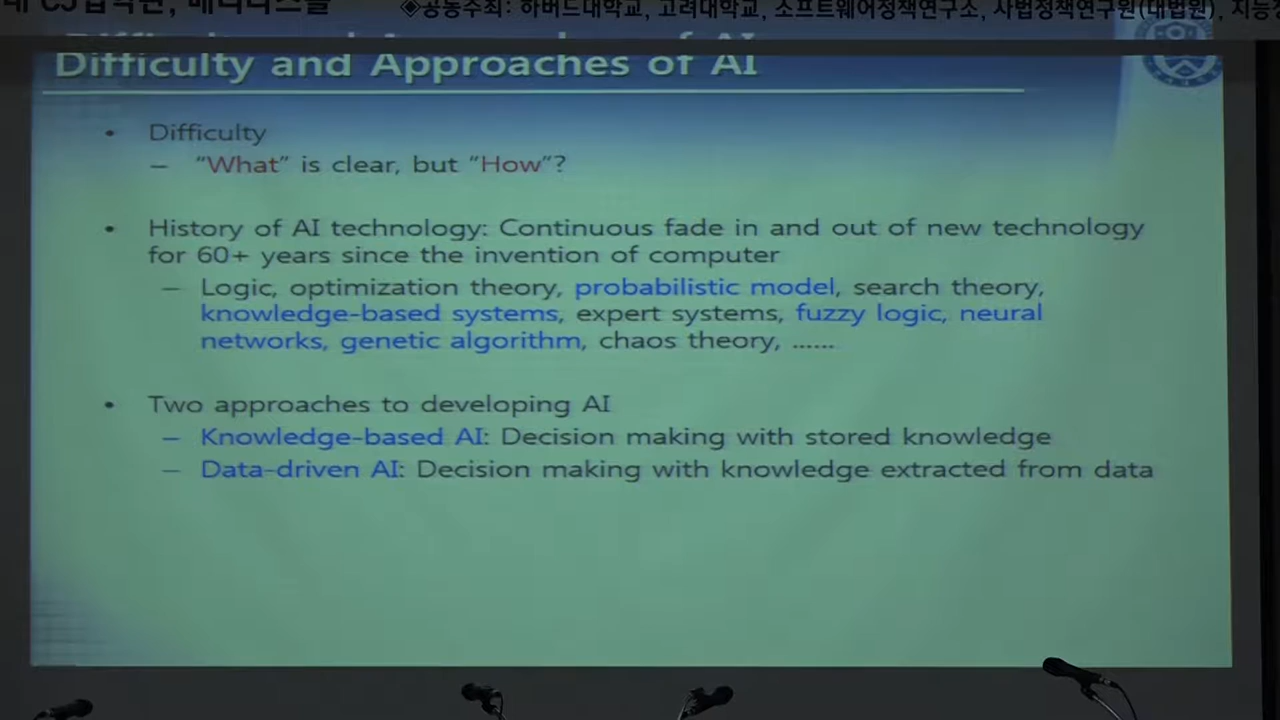 ◈공동주최: 하버드대학교, 고려대학교, 소프트웨어정책연구소, 사법정책연구원(대법원), 지능
Difficulty and Approaches of AI
• Difficulty
– “What” is clear, but “How”?
• History of AI technology: Continuous fade in and out of new technology
for 60+ years since the invention of computer
– Logic, optimization theory, probabilistic model, search theory,
knowledge-based systems, expert systems, fuzzy logic, neural
networks, genetic algorithm, chaos theory, ......
• Two approaches to developing AI
– Knowledge-based AI: Decision making with stored knowledge
– Data-driven AI: Decision making with knowledge extracted from data